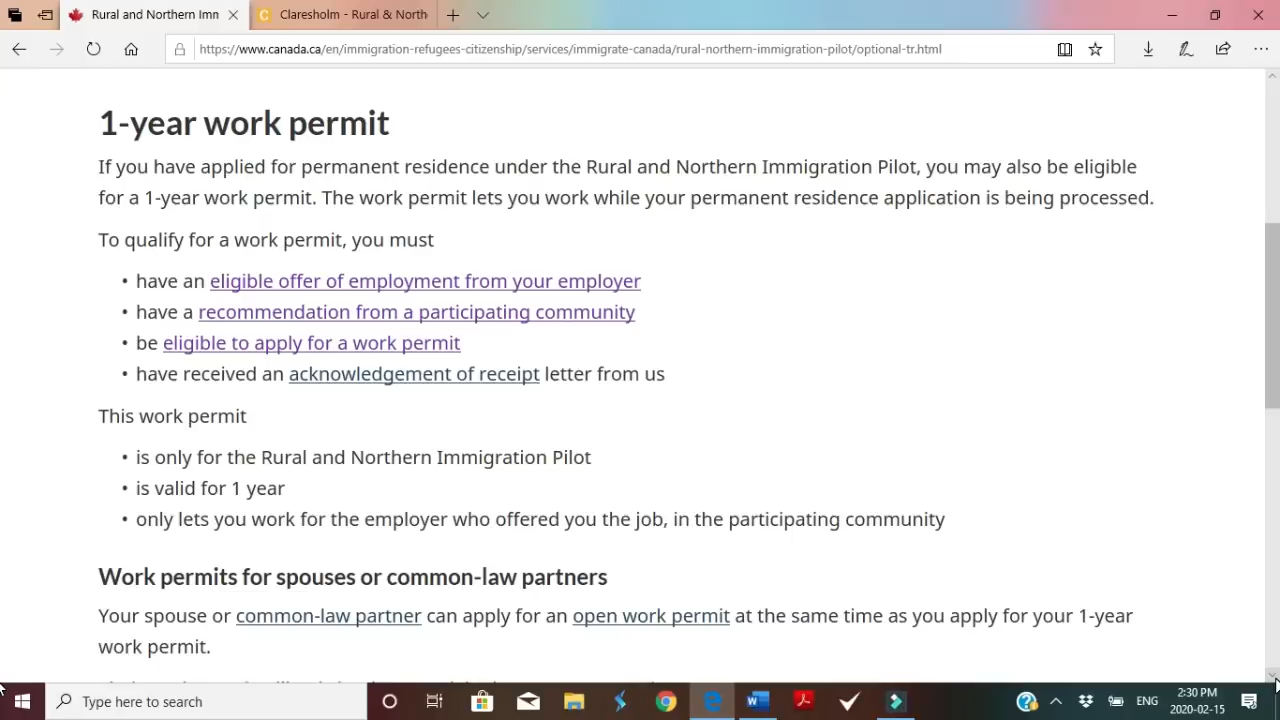 Rural and Northern Imn
Claresholm - Rural & North
https://www.canada.ca/en/immigration-refugees-citizenship/services/immigrate-canada/rural-northern-immigration-pilot/optional-tr.html
1-year work permit
If you have applied for permanent residence under the Rural and Northern Immigration Pilot, you may also be eligible
for a 1-year work permit. The work permit lets you work while your permanent residence application is being processed.
To qualify for a work permit, you must
• have an eligible offer of employment from your employer
• have a recommendation from a participating community
• be eligible to apply for a work permit
• have received an acknowledgement of receipt letter from us
This work permit
• is only for the Rural and Northern Immigration Pilot
• is valid for 1 year
• only lets you work for the employer who offered you the job, in the participating community
Work permits for spouses or common-law partners
Your spouse or common-law partner can apply for an open work permit at the same time as you apply for your 1-year
work permit.
Type here to search
ENG
2:30 PM
2020-02-15